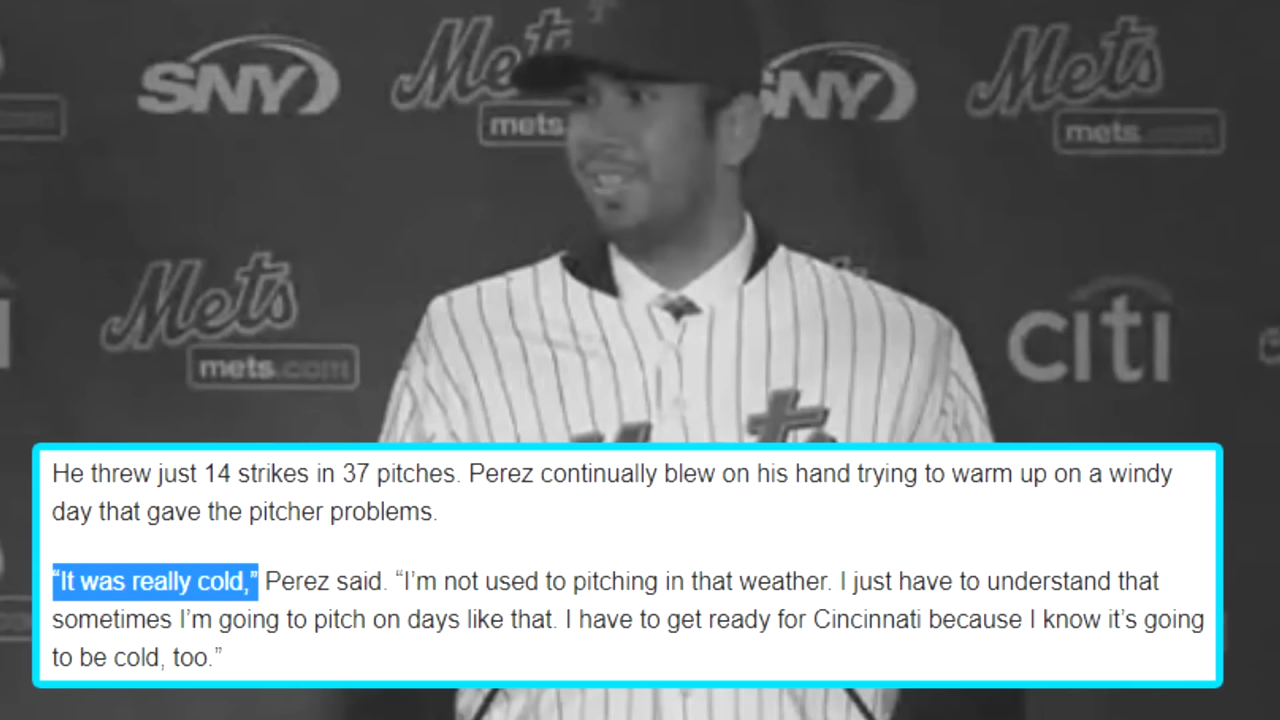 SNY
Mets
mets
SNY
Mets
mets.com
Mets
mets.com
citi
He threw just 14 strikes in 37 pitches. Perez continually blew on his hand trying to warm up on a windy
day that gave the pitcher problems.
“It was really cold,” Perez said. “I’m not used to pitching in that weather. I just have to understand that
sometimes I’m going to pitch on days like that. I have to get ready for Cincinnati because I know it’s going
to be cold, too.”